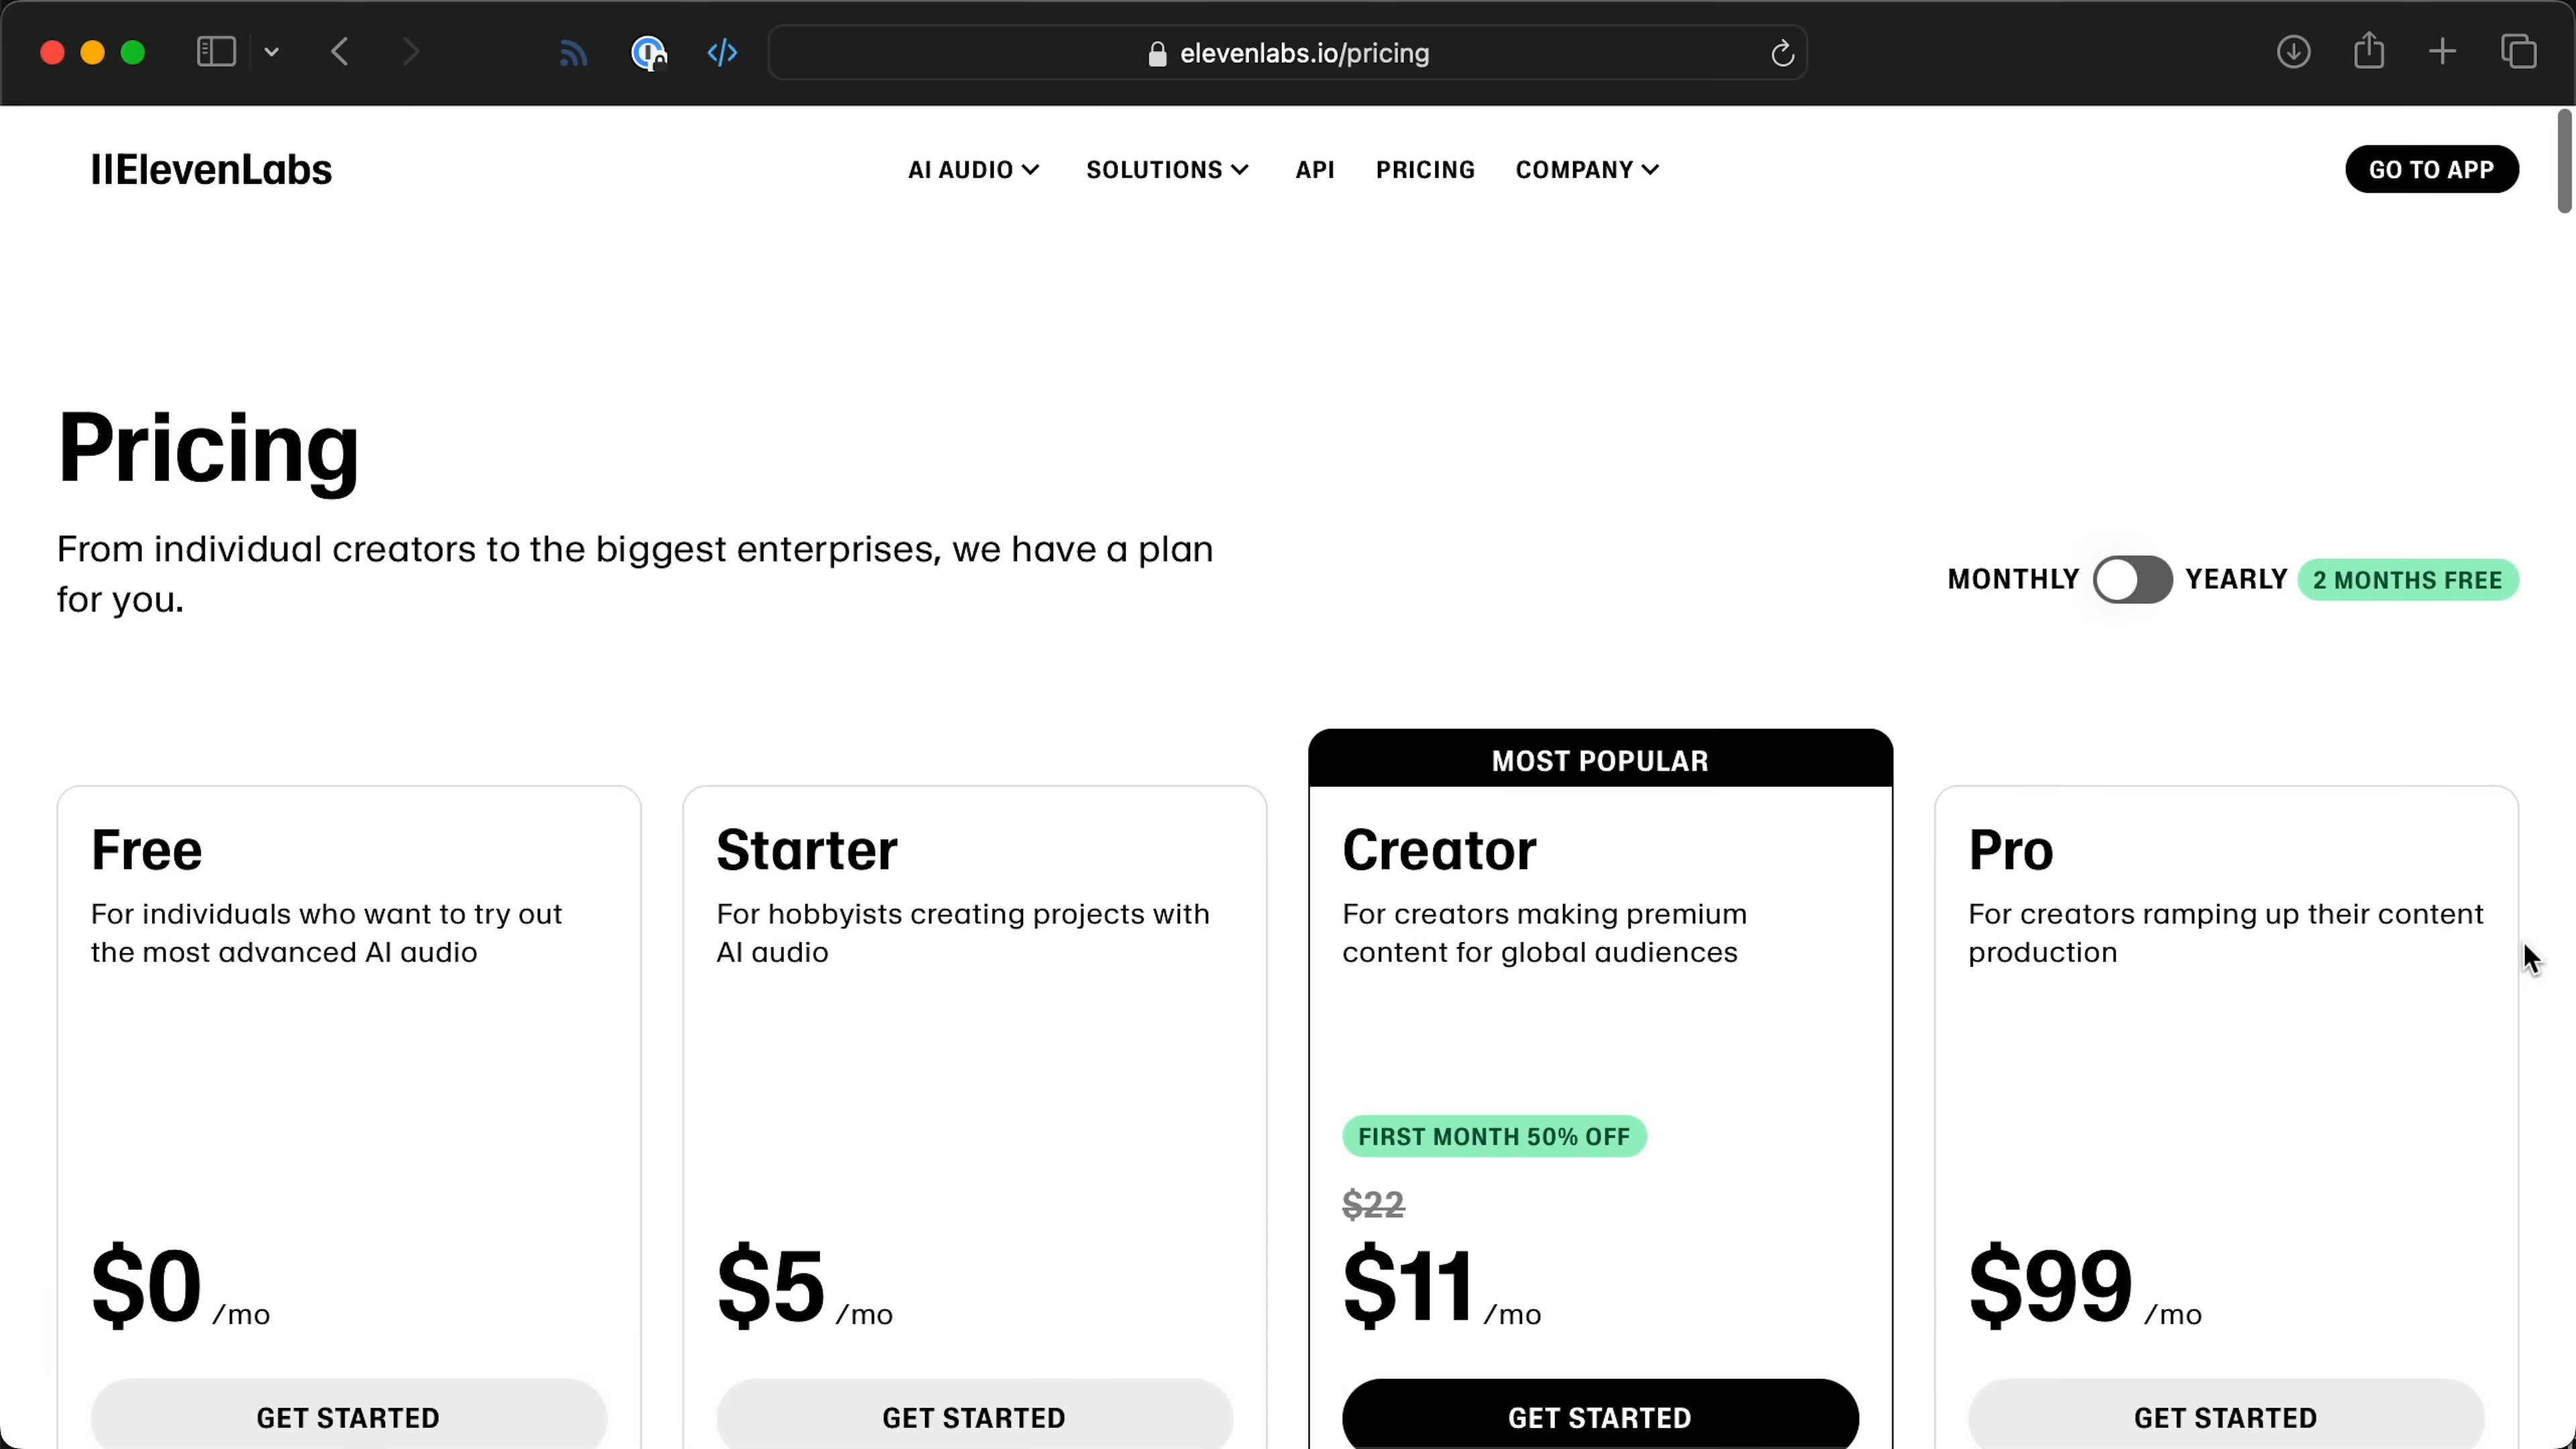 elevenlabs.io/pricing
IIElevenLabs
AI AUDIO SOLUTIONS API PRICING COMPANY
GO TO APP
Pricing
From individual creators to the biggest enterprises, we have a plan
for you.
MONTHLY YEARLY 2 MONTHS FREE
Free
For individuals who want to try out
the most advanced AI audio
$0 /mo
GET STARTED
Starter
For hobbyists creating projects with
AI audio
$5 /mo
GET STARTED
MOST POPULAR
Creator
For creators making premium
content for global audiences
FIRST MONTH 50% OFF
$22
$11 /mo
GET STARTED
Pro
For creators ramping up their content
production
$99 /mo
GET STARTED